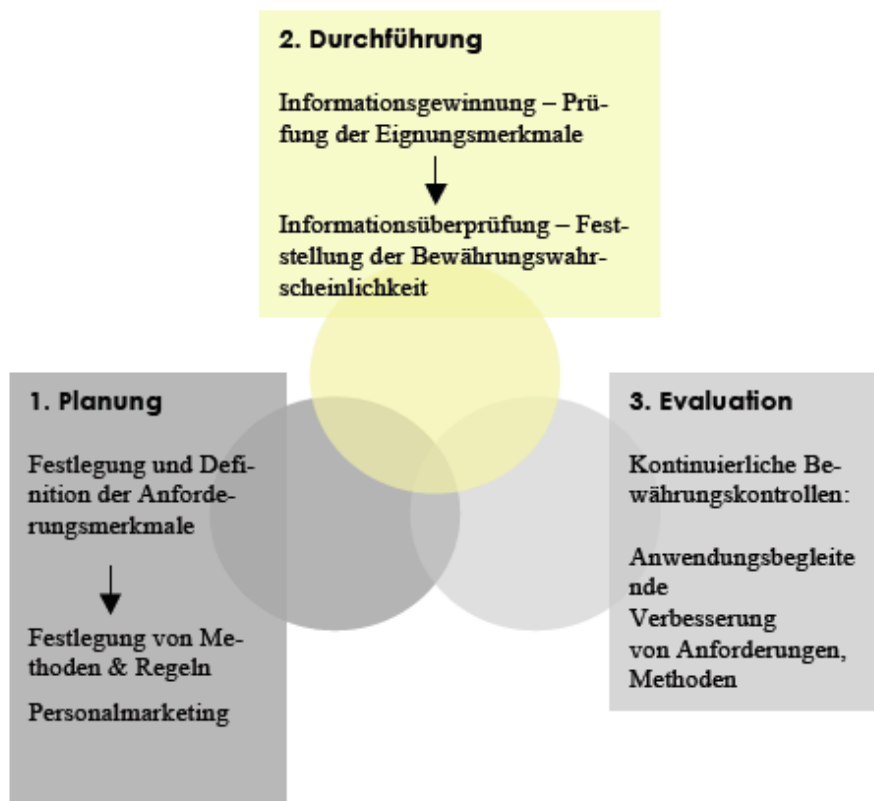 2. Durchführung
Informationsgewinnung – Prü-
fung der Eignungsmerkmale
Informationsüberprüfung – Fest-
stellung der Bewährungswahr-
scheinlichkeit
1. Planung
Festlegung und Defi-
nition der Anforde-
rungsmerkmale
Festlegung von Me-
thoden & Regeln
Personalmarketing
3. Evaluation
Kontinuierliche Be-
währungskontrollen:
Anwendungsbegleite
nde
Verbesserung
von Anforderungen,
Methoden